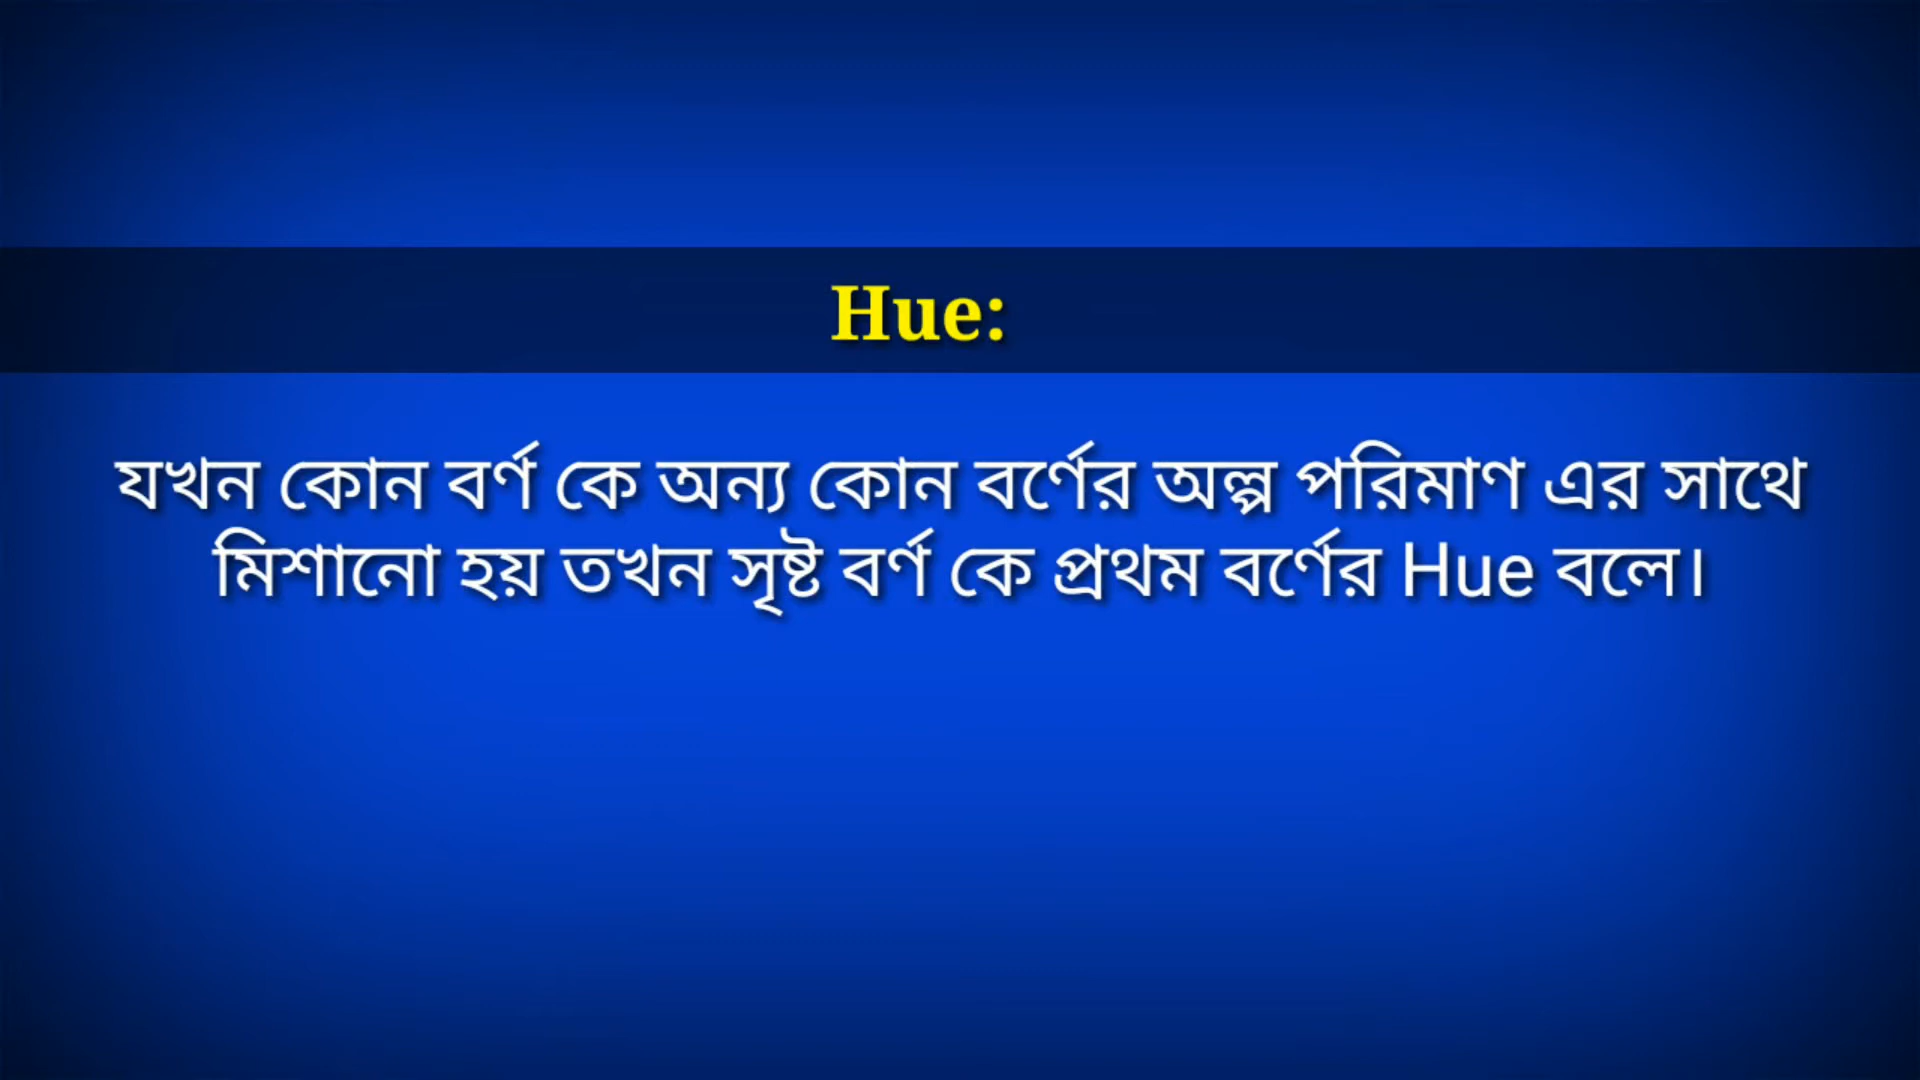 Hue:
যখন কোন বর্ণ কে অন্য কোন বর্ণের অল্প পরিমাণ এর সাথে
মিশানো হয় তখন সৃষ্ট বর্ণ কে প্রথম বর্ণের Hue বলে।